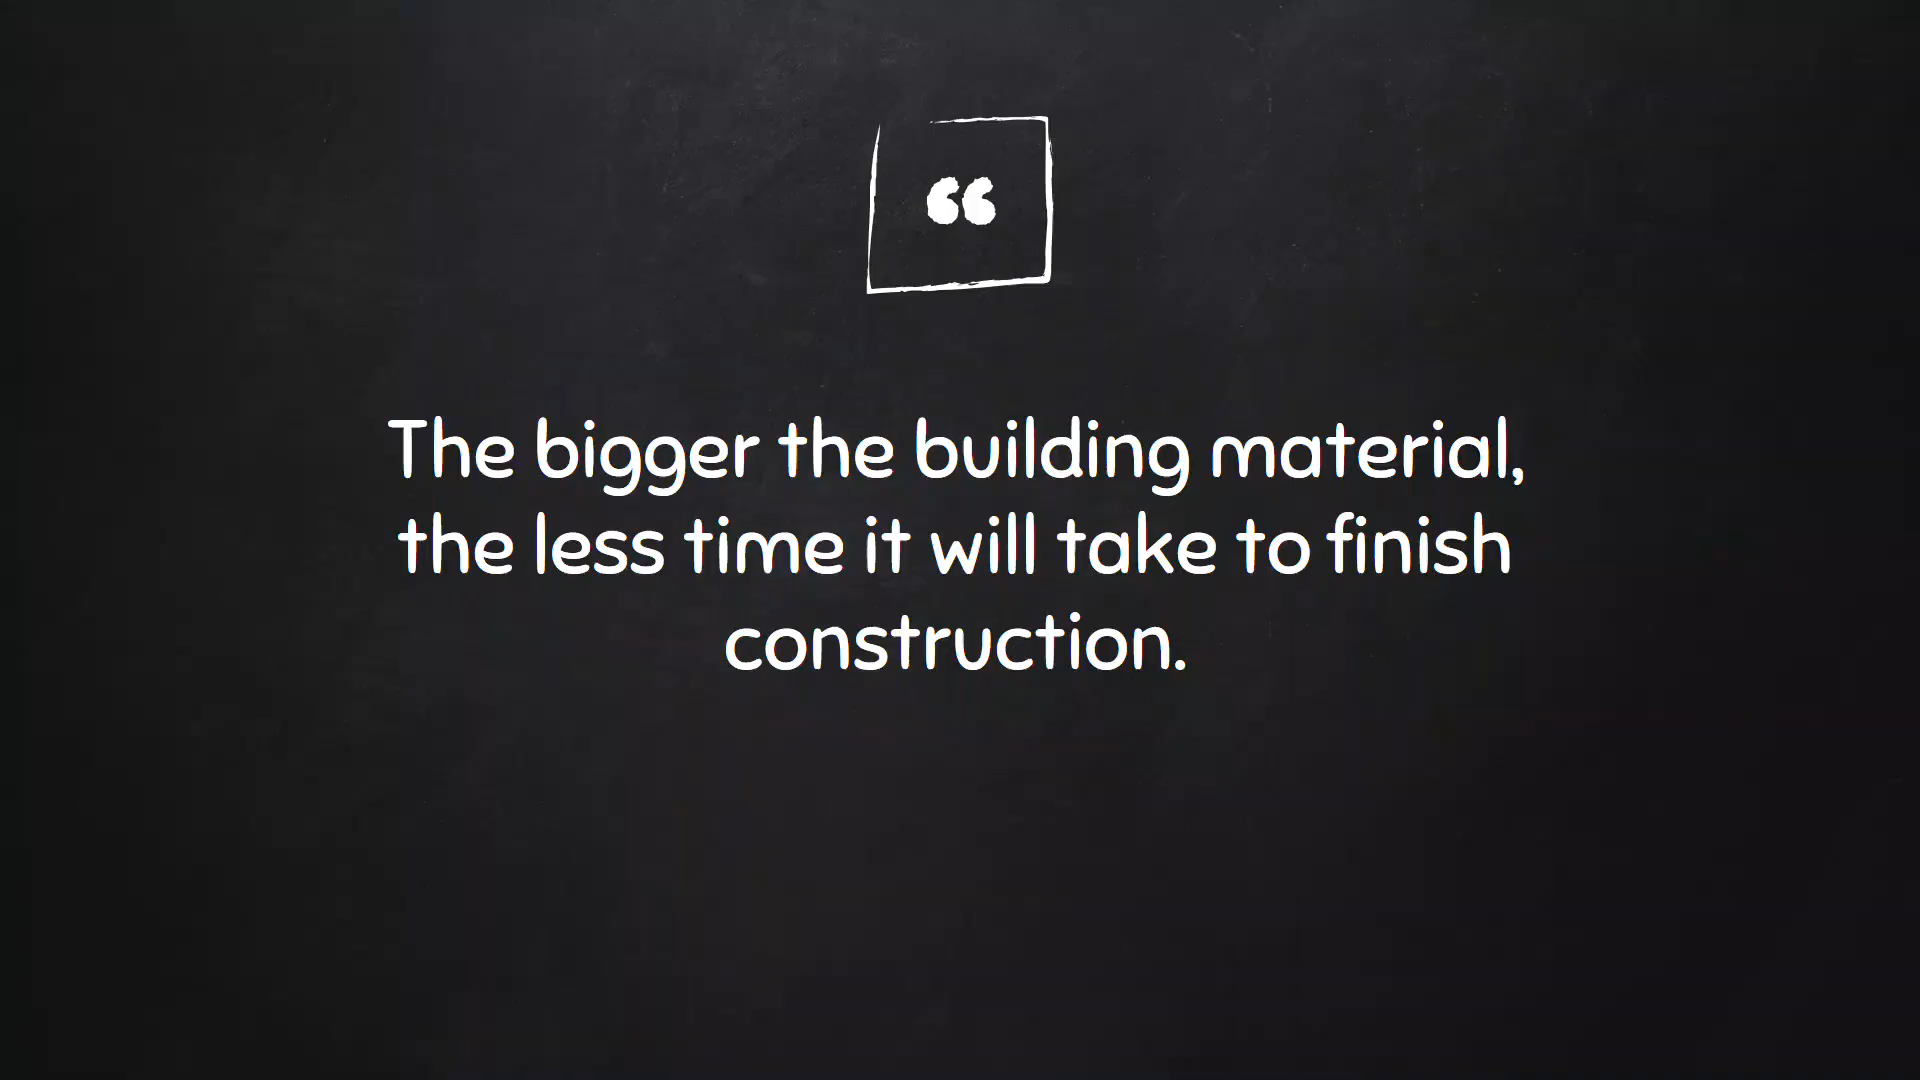 “
The bigger the building material,
the less time it will take to finish
construction.